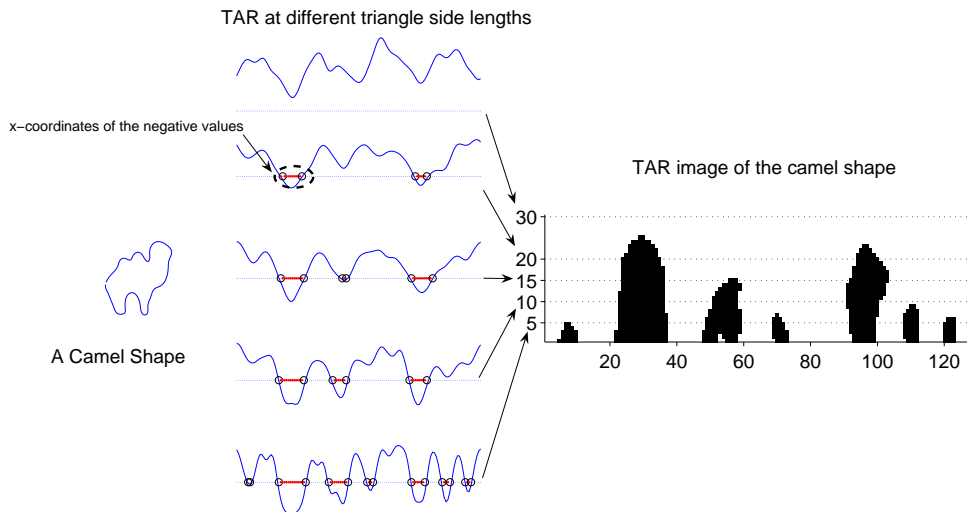 TAR at different triangle side lengths
x−coordinates of the negative values
A Camel Shape
TAR image of the camel shape
30
20
15
10
5
20 40 60 80 100 120